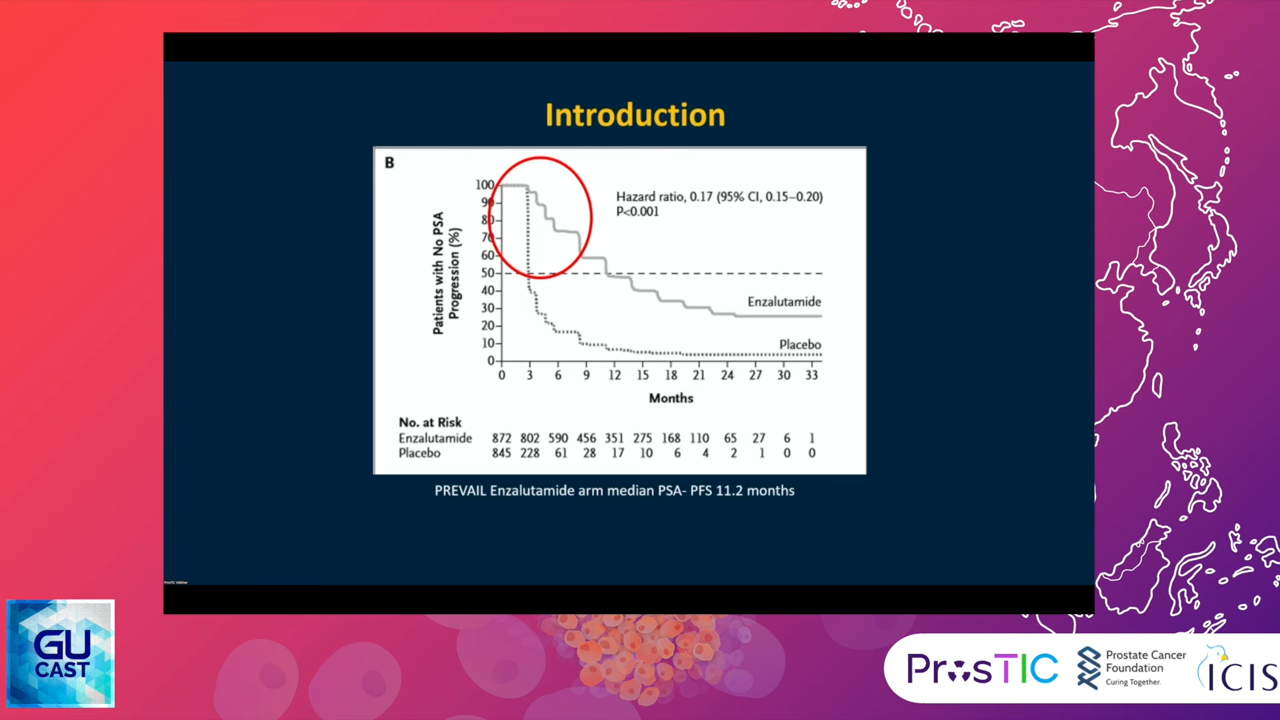 Introduction
B
Patients with No PSA
Progression (%)
100
90
80
70
60
50
40
30
20
10
0
Hazard ratio, 0.17 (95% CI, 0.15–0.20)
P<0.001
Enzalutamide
Placebo
0 3 6 9 12 15 18 21 24 27 30 33
Months
No. at Risk
Enzalutamide 872 802 590 456 351 275 168 110 65 27 6 1
Placebo 845 228 61 28 17 10 6 4 2 1 0 0
PREVAIL Enzalutamide arm median PSA- PFS 11.2 months
ProsTIC Webinar
GU
CAST
ProsTIC
Prostate Cancer
Foundation
Curing Together.
ICIS